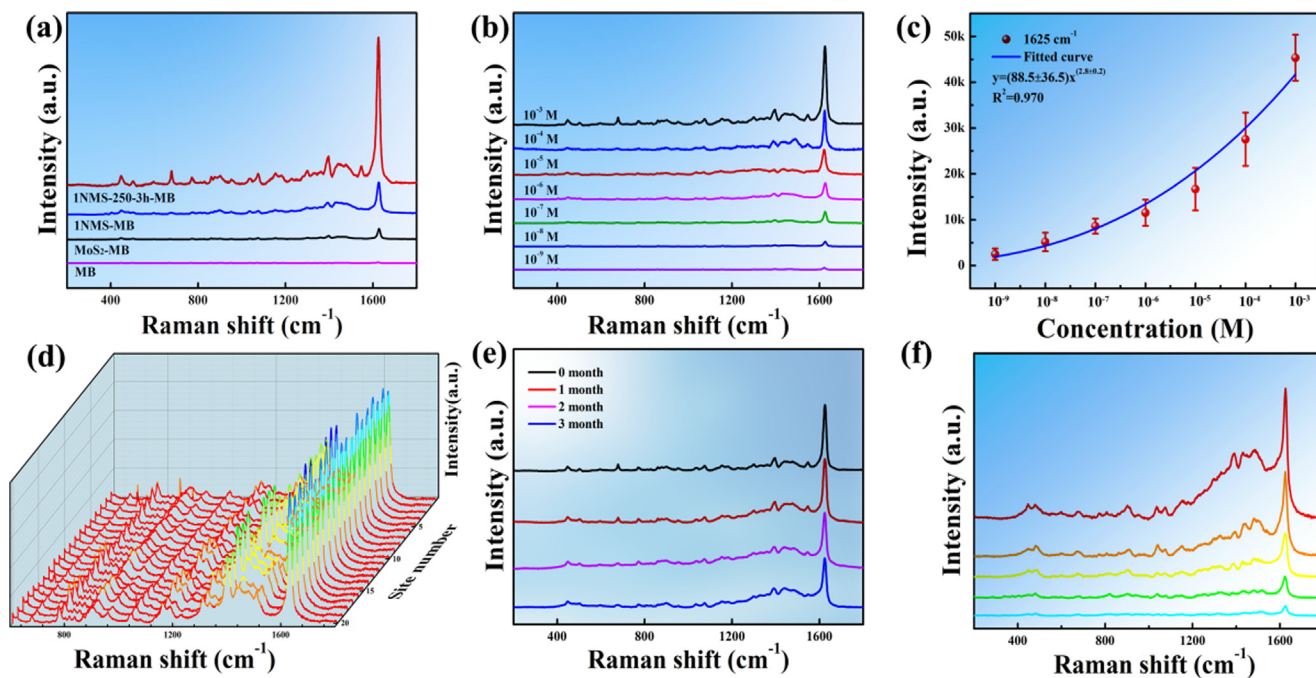 (a)
Intensity (a.u.)
1NMS-250-3h-MB
1NMS-MB
MoS₂-MB
MB
400
800
1200
1600
Raman shift (cm⁻¹)
(b)
Intensity (a.u.)
10⁻³ M
10⁻⁴ M
10⁻⁵ M
10⁻⁶ M
10⁻⁷ M
10⁻⁸ M
10⁻⁹ M
400
800
1200
1600
Raman shift (cm⁻¹)
(c)
Intensity (a.u.)
50k
40k
30k
20k
10k
0
1625 cm⁻¹
Fitted curve
y=(88.5±36.5)x⁽²·⁸±⁰·²⁾
R²=0.970
10⁻⁹
10⁻⁸
10⁻⁷
10⁻⁶
10⁻⁵
10⁻⁴
10⁻³
Concentration (M)
(d)
Intensity(a.u.)
5
10
15
20
Site number
800
1200
1600
Raman shift (cm⁻¹)
(e)
Intensity (a.u.)
0 month
1 month
2 month
3 month
400
800
1200
1600
Raman shift (cm⁻¹)
(f)
Intensity (a.u.)
400
800
1200
1600
Raman shift (cm⁻¹)